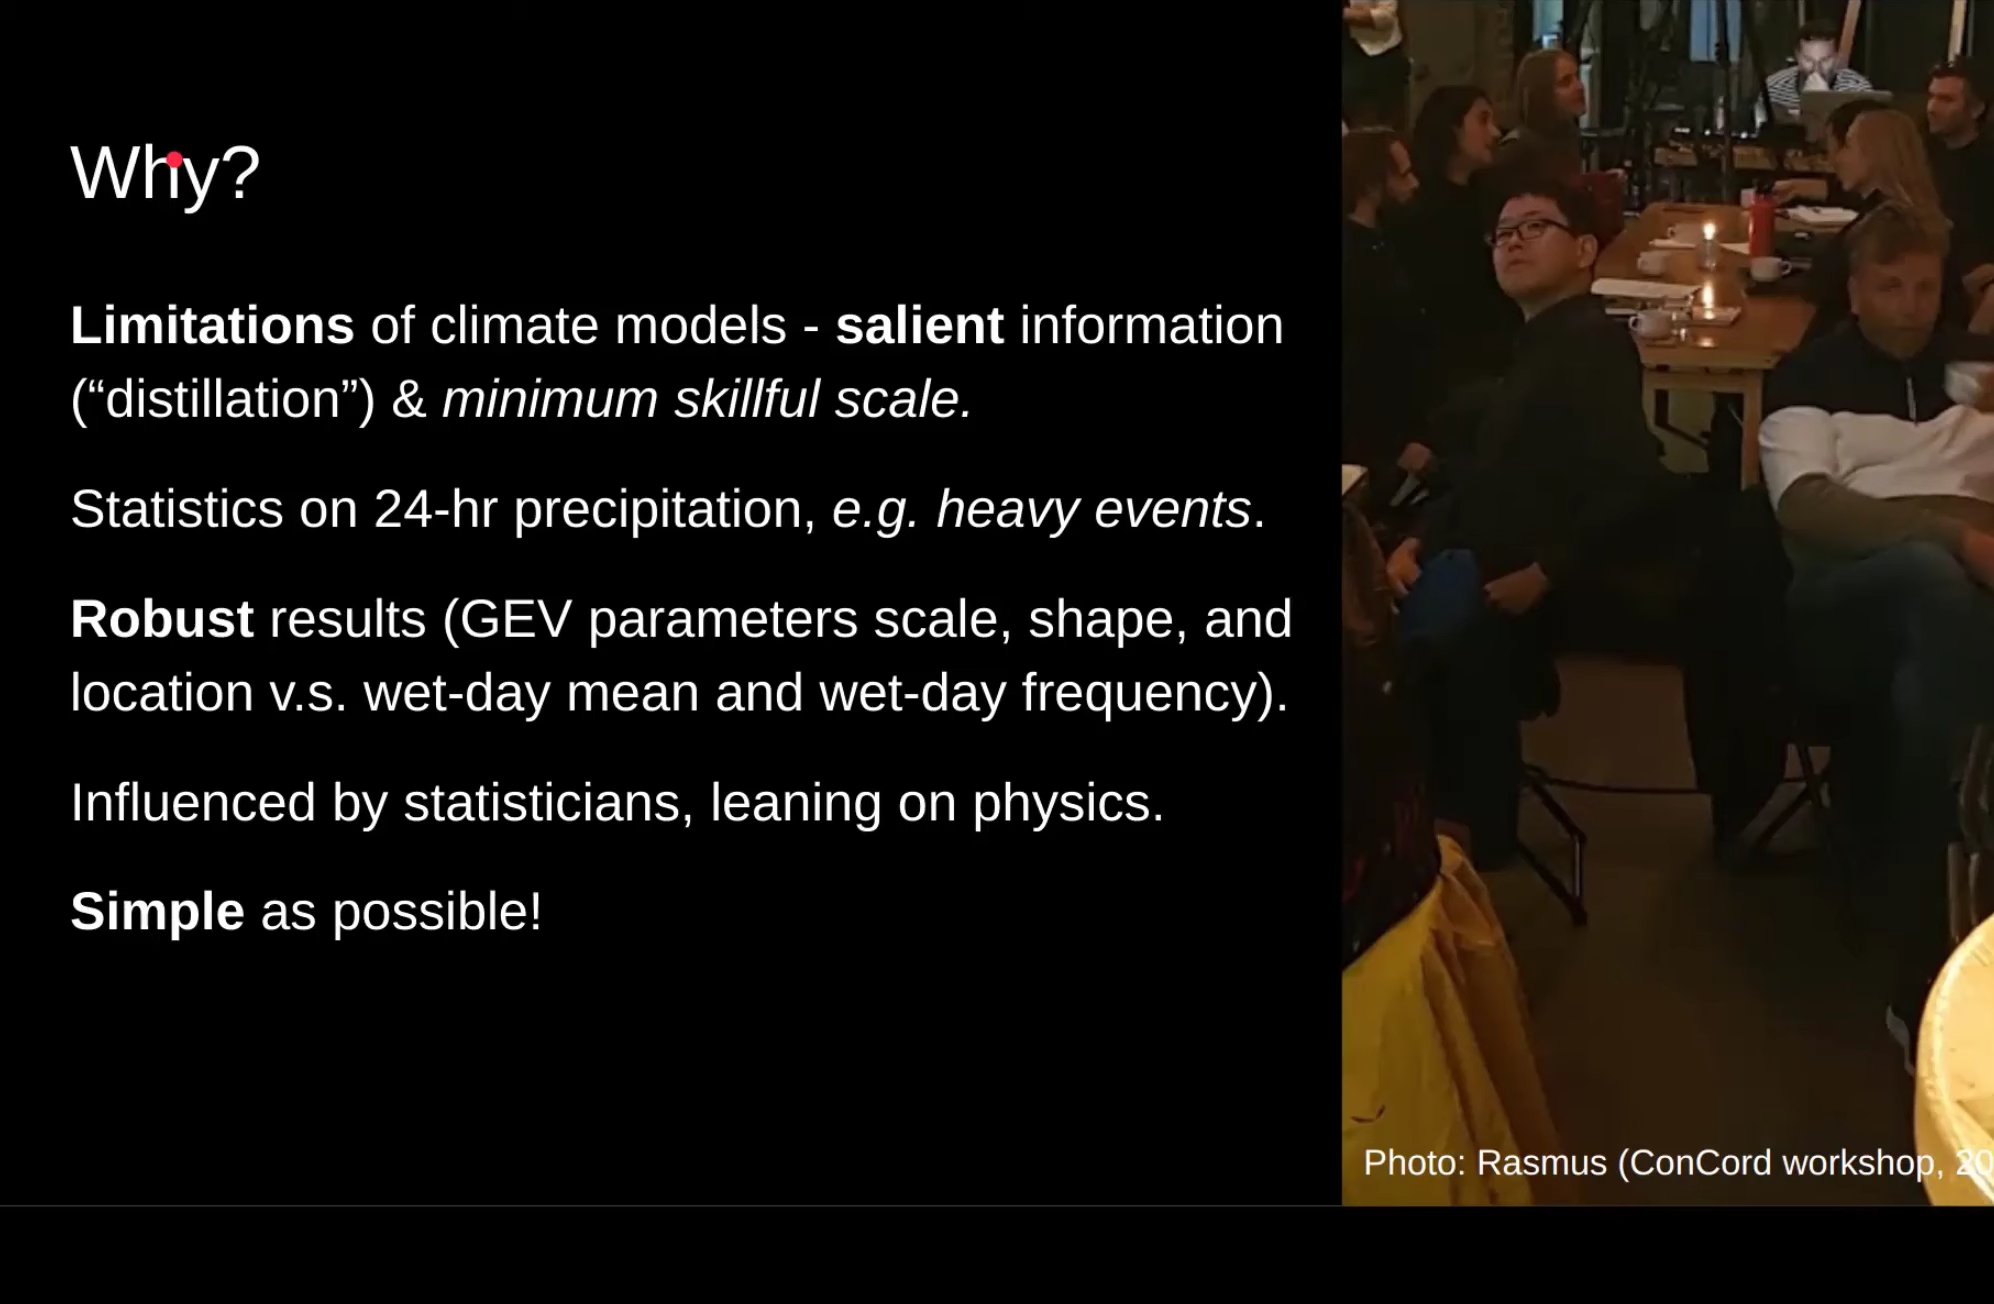 Why?
Limitations of climate models - salient information
(“distillation”) & minimum skillful scale.
Statistics on 24-hr precipitation, e.g. heavy events.
Robust results (GEV parameters scale, shape, and
location v.s. wet-day mean and wet-day frequency).
Influenced by statisticians, leaning on physics.
Simple as possible!
Photo: Rasmus (ConCord workshop, 20